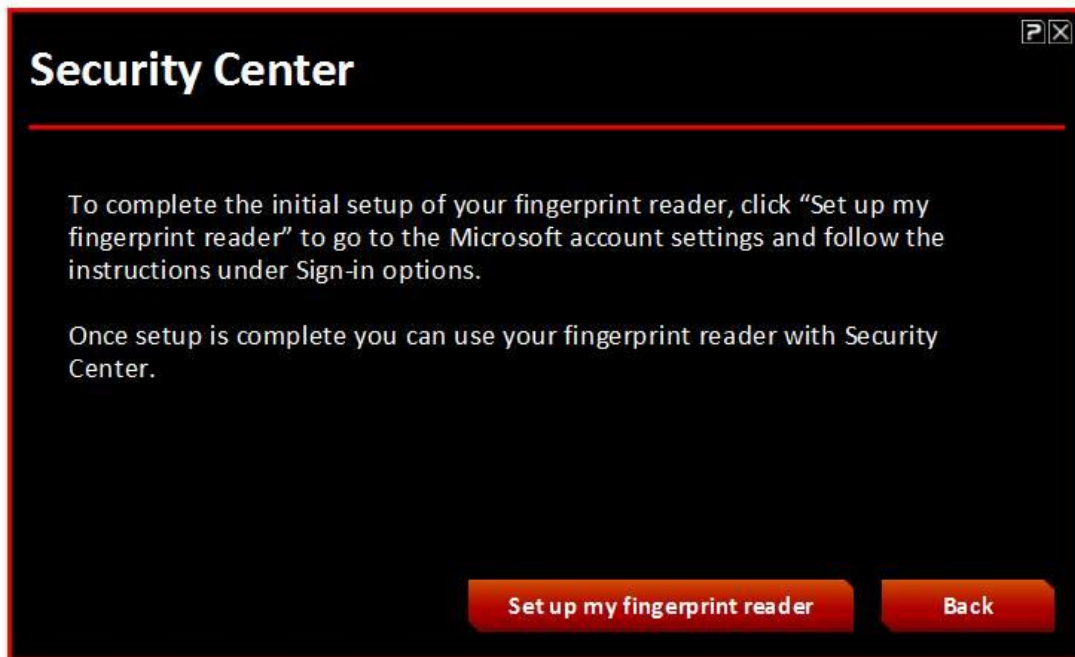 Security Center
To complete the initial setup of your fingerprint reader, click “Set up my
fingerprint reader” to go to the Microsoft account settings and follow the
instructions under Sign-in options.
Once setup is complete you can use your fingerprint reader with Security
Center.
Set up my fingerprint reader
Back